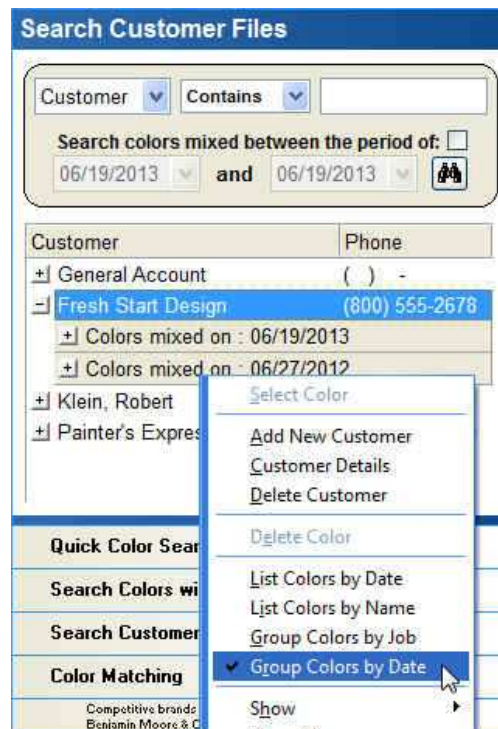 Search Customer Files
Customer Contains
Search colors mixed between the period of:
06/19/2013 and 06/19/2013
Customer Phone
General Account ( ) -
Fresh Start Design (800) 555-2678
Colors mixed on : 06/19/2013
Colors mixed on : 06/27/2012
Klein, Robert
Painter's Expres
Select Color
Add New Customer
Customer Details
Delete Customer
Delete Color
List Colors by Date
List Colors by Name
Group Colors by Job
Group Colors by Date
Show
Quick Color Sear
Search Colors wi
Search Customer
Color Matching
Competitive brands
Benjamin Moore & C